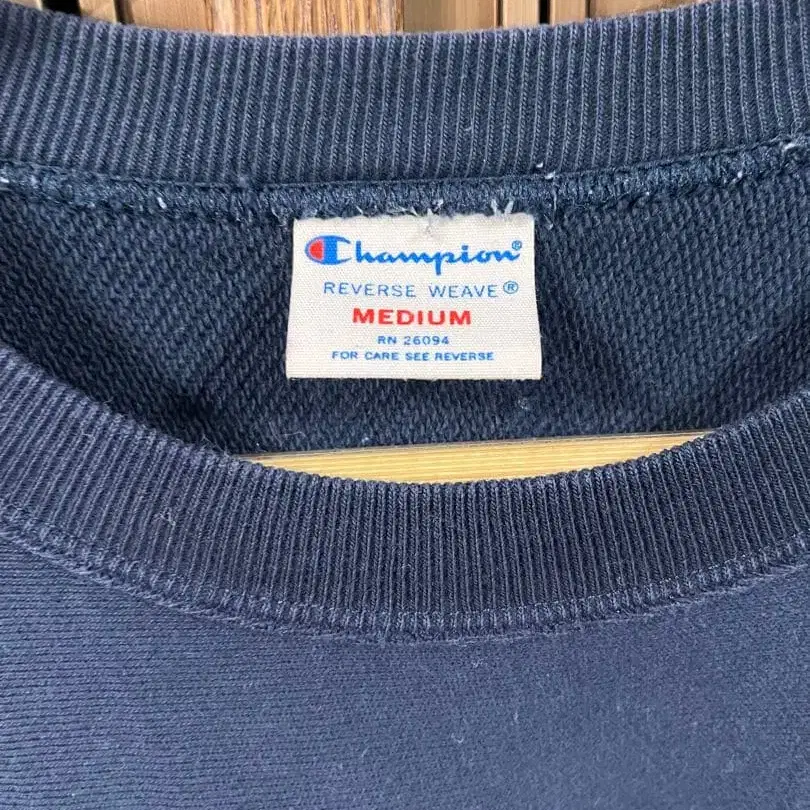 Champion®
REVERSE WEAVE®
MEDIUM
RN 26094
FOR CARE SEE REVERSE